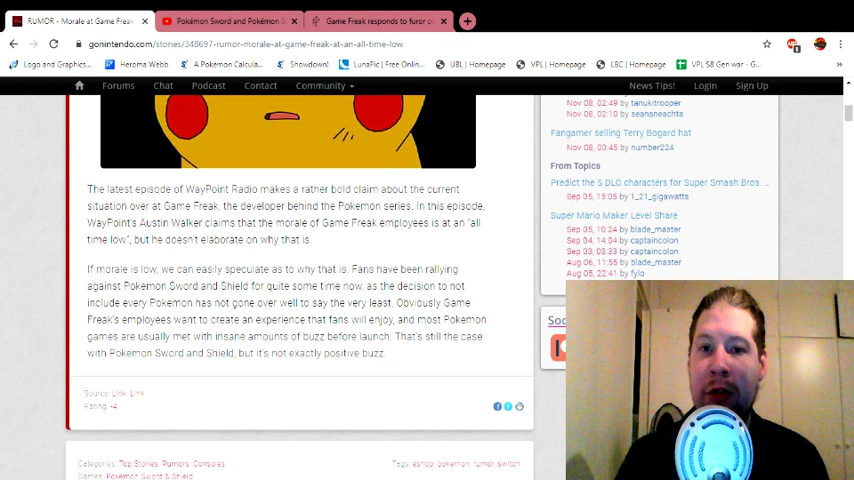 RUMOR - Morale at Game Frea
Pokémon Sword and Pokémon S
Game Freak responds to furor o
gonintendo.com/stories/348697-rumor-morale-at-game-freak-at-an-all-time-low
Logo and Graphics... Heroma Webb A Pokémon Calcula... Showdown! LunaPic | Free Onlin... UBL | Homepage VPL | Homepage LBC | Homepage VPL S8 Gen war - G...
Forums Chat Podcast Contact Community News Tips! Login Sign Up
Nov 08, 02:49 by tanukitrooper
Nov 08, 02:10 by seansneachta
Fangamer selling Terry Bogard hat
Nov 08, 00:45 by number224
From Topics
Predict the 5 DLC characters for Super Smash Bros. ...
Sep 05, 15:05 by 1_21_gigawatts
Super Mario Maker Level Share
Sep 05, 10:24 by blade_master
Sep 04, 14:04 by captaincolon
Sep 03, 03:33 by captaincolon
Aug 06, 11:55 by blade_master
Aug 05, 22:41 by fylo
The latest episode of WayPoint Radio makes a rather bold claim about the current
situation over at Game Freak, the developer behind the Pokemon series. In this episode,
WayPoint's Austin Walker claims that the morale of Game Freak employees is at an "all
time low", but he doesn't elaborate on why that is.
If morale is low, we can easily speculate as to why that is. Fans have been rallying
against Pokemon Sword and Shield for quite some time now, as the decision to not
include every Pokemon has not gone over well to say the very least. Obviously Game
Freak's employees want to create an experience that fans will enjoy, and most Pokemon
games are usually met with insane amounts of buzz before launch. That's still the case
with Pokemon Sword and Shield, but it's not exactly positive buzz.
Source: Link, Link
Rating: -4
Categories: Top Stories, Rumors, Consoles
Games: Pokemon Sword & Shield
Tags: eshop, pokemon, rumor, switch
Soc